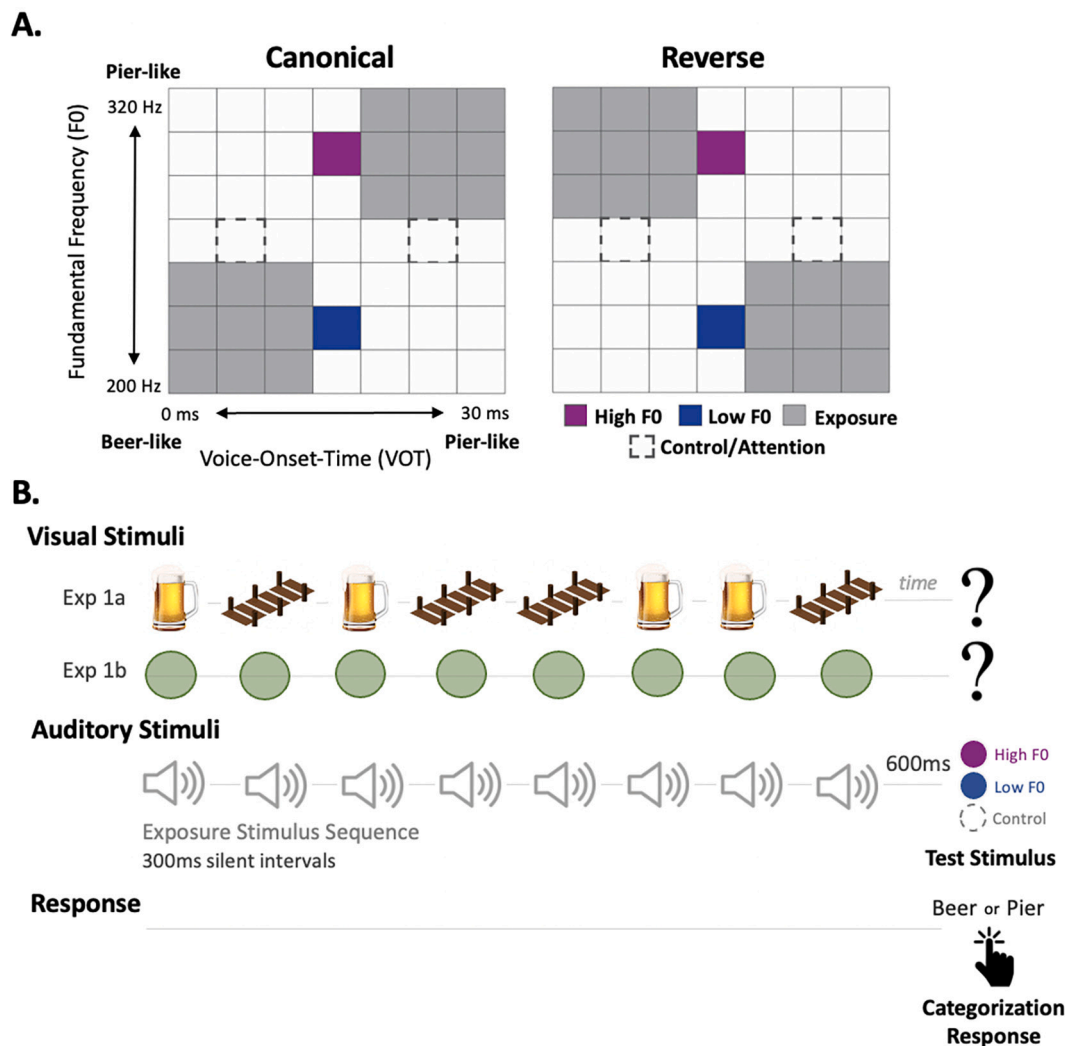 A.
Canonical
Reverse
Pier-like
320 Hz
Fundamental Frequency (F0)
200 Hz
0 ms
30 ms
Beer-like
Pier-like
Voice-Onset-Time (VOT)
High F0
Low F0
Exposure
Control/Attention
B.
Visual Stimuli
Exp 1a
time
?
Exp 1b
?
Auditory Stimuli
600ms
High F0
Low F0
Control
Exposure Stimulus Sequence
300ms silent intervals
Test Stimulus
Response
Beer or Pier
Categorization
Response